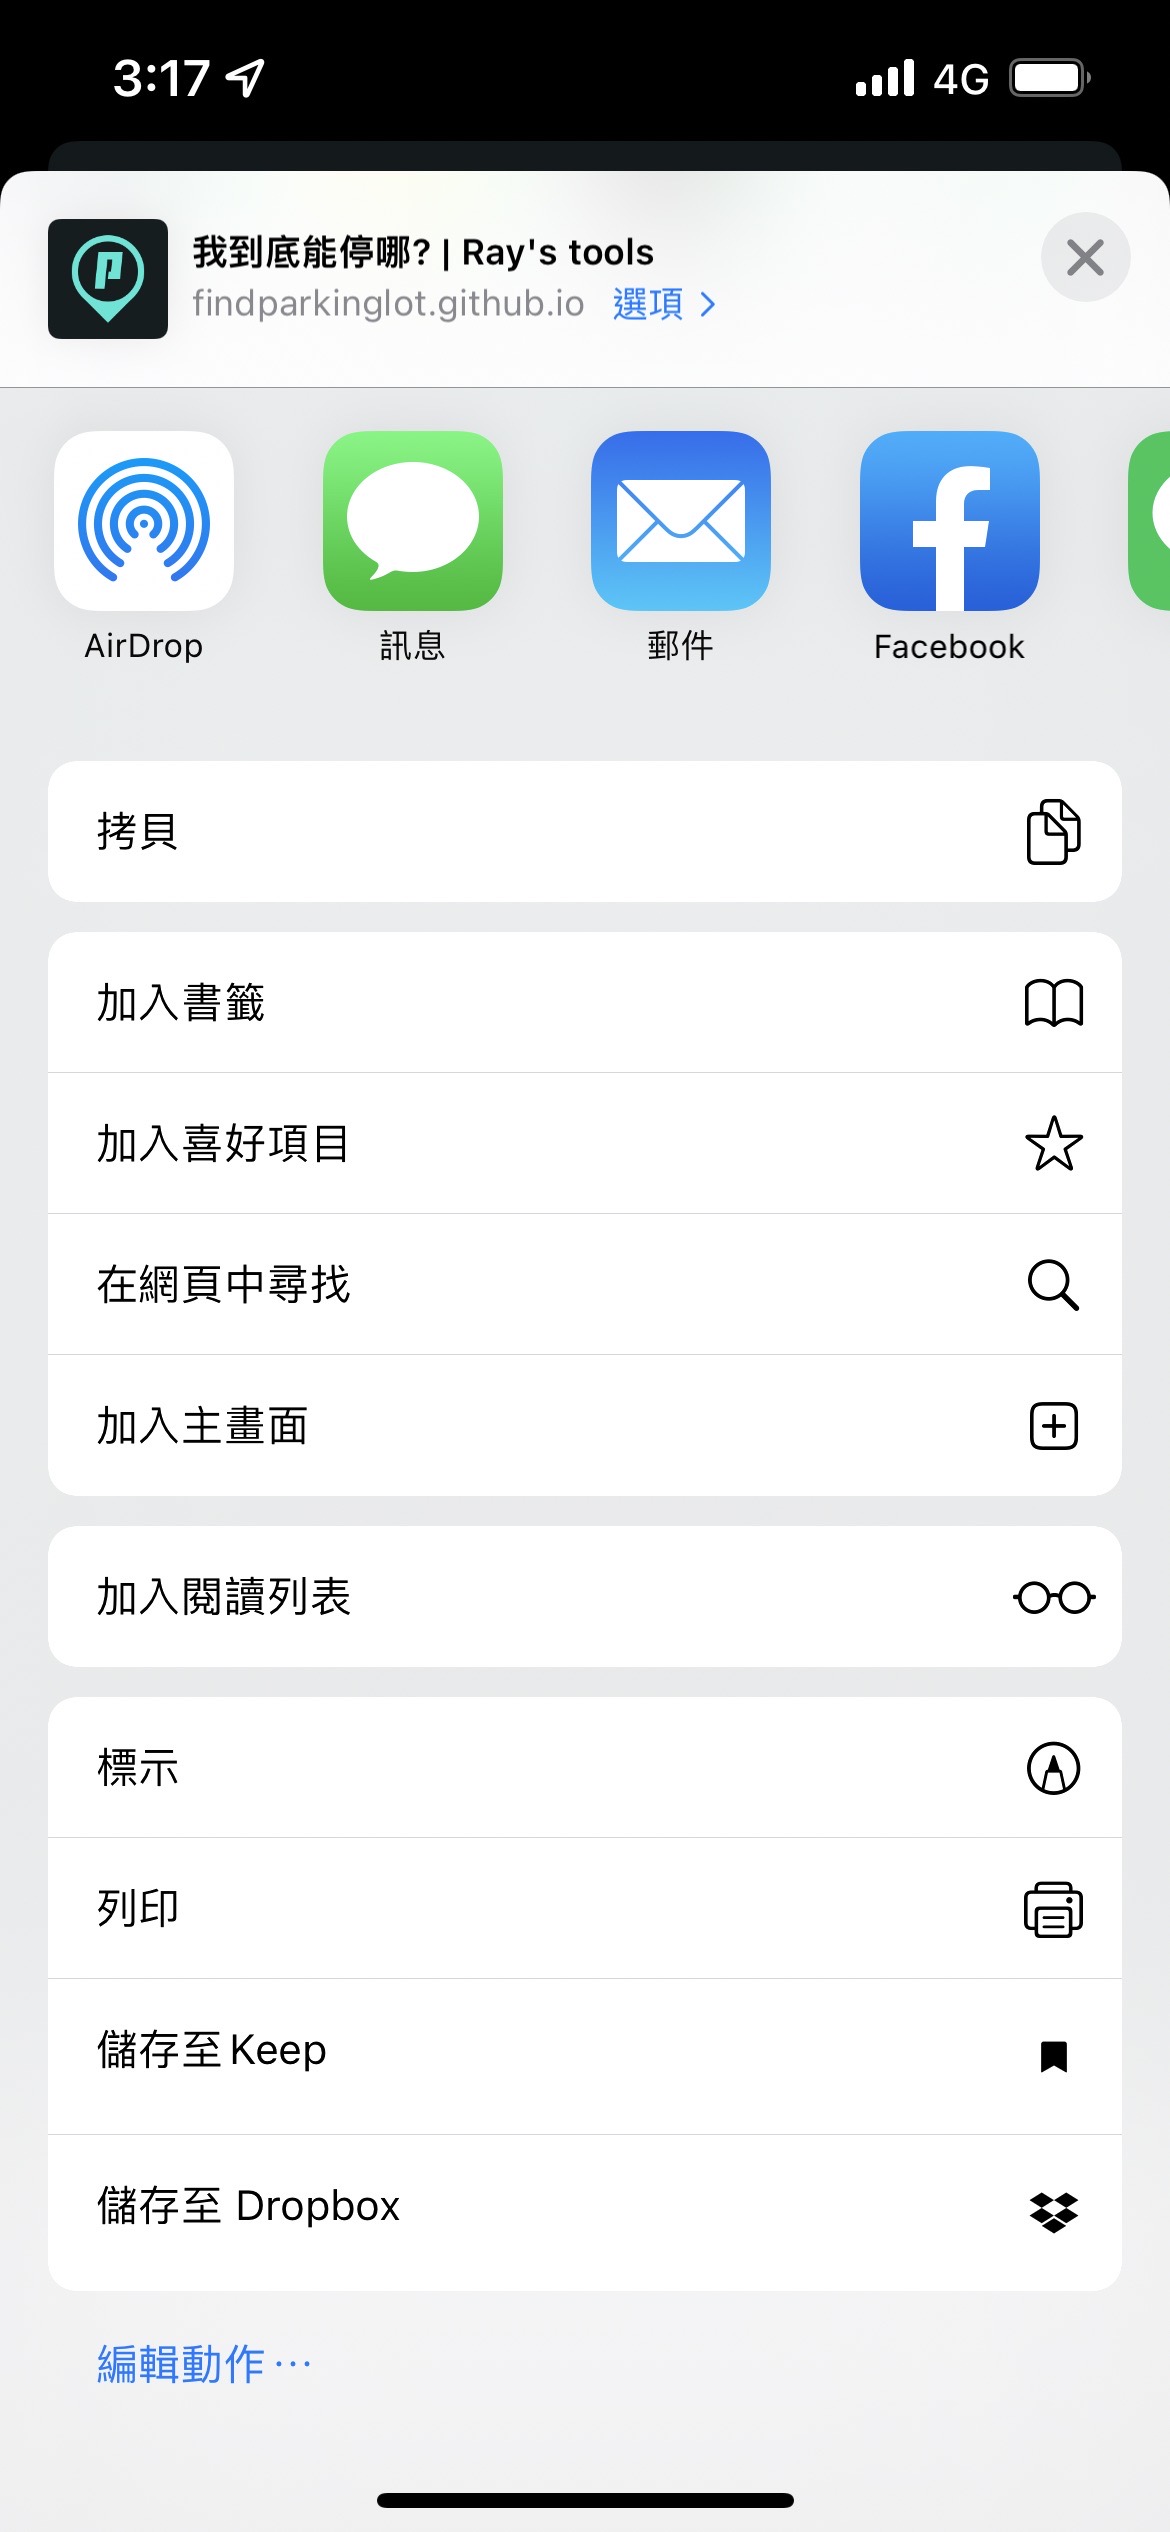 3:17
4G
我到底能停哪? | Ray's tools
findparkinglot.github.io 選項
AirDrop
訊息
郵件
Facebook
拷貝
加入書籤
加入喜好項目
在網頁中尋找
加入主畫面
加入閱讀列表
標示
列印
儲存至 Keep
儲存至 Dropbox
編輯動作⋯